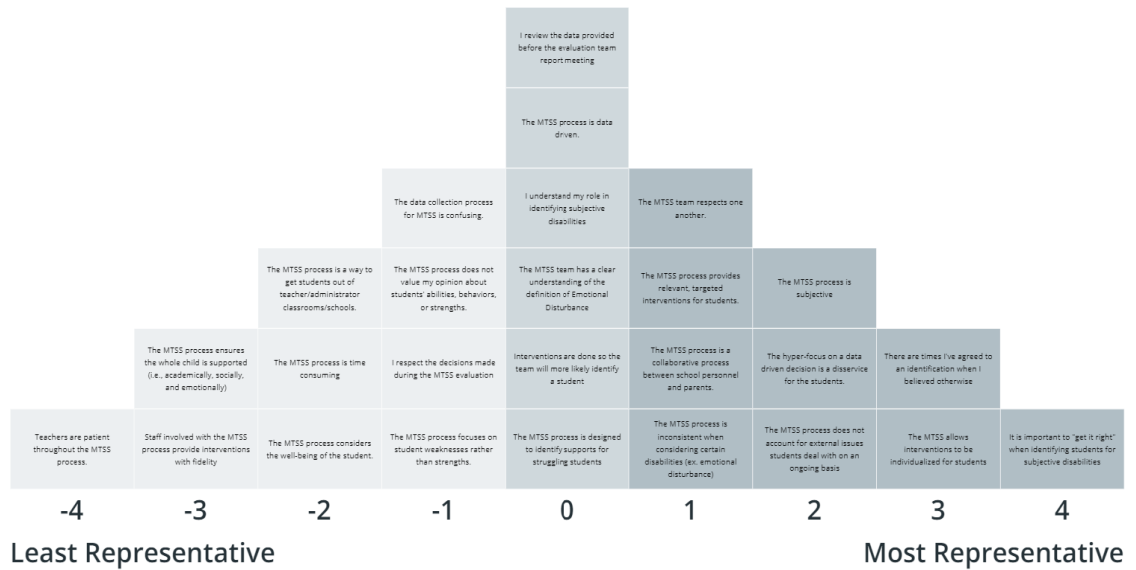 I review the data provided
before the evaluation team
report meeting
The MTSS process is data
driven.
The data collection process
for MTSS is confusing.
I understand my role in
identifying subjective
disabilities
The MTSS team respects one
another.
The MTSS process is a way to
get students out of
teacher/administrator
classrooms/schools.
The MTSS process does not
value my opinion about
students' abilities, behaviors,
or strengths.
The MTSS team has a clear
understanding of the
definition of Emotional
Disturbance
The MTSS process provides
relevant, targeted
interventions for students.
The MTSS process is
subjective
The MTSS process ensures
the whole child is supported
(i.e., academically, socially,
and emotionally)
The MTSS process is time
consuming
I respect the decisions made
during the MTSS evaluation
Interventions are done so the
team will more likely identify
a student
The MTSS process is a
collaborative process
between school personnel
and parents.
The hyper-focus on a data
driven decision is a disservice
for the students.
There are times I've agreed to
an identification when I
believed otherwise
Teachers are patient
throughout the MTSS
process.
Staff involved with the MTSS
process provide interventions
with fidelity
The MTSS process considers
the well-being of the student.
The MTSS process focuses on
student weaknesses rather
than strengths.
The MTSS process is designed
to identify supports for
struggling students
The MTSS process is
inconsistent when
considering certain
disabilities (ex. emotional
disturbance)
The MTSS process does not
account for external issues
students deal with on an
ongoing basis
The MTSS allows
interventions to be
individualized for students
It is important to "get it right"
when identifying students for
subjective disabilities
-4 -3 -2 -1 0 1 2 3 4
Least Representative
Most Representative